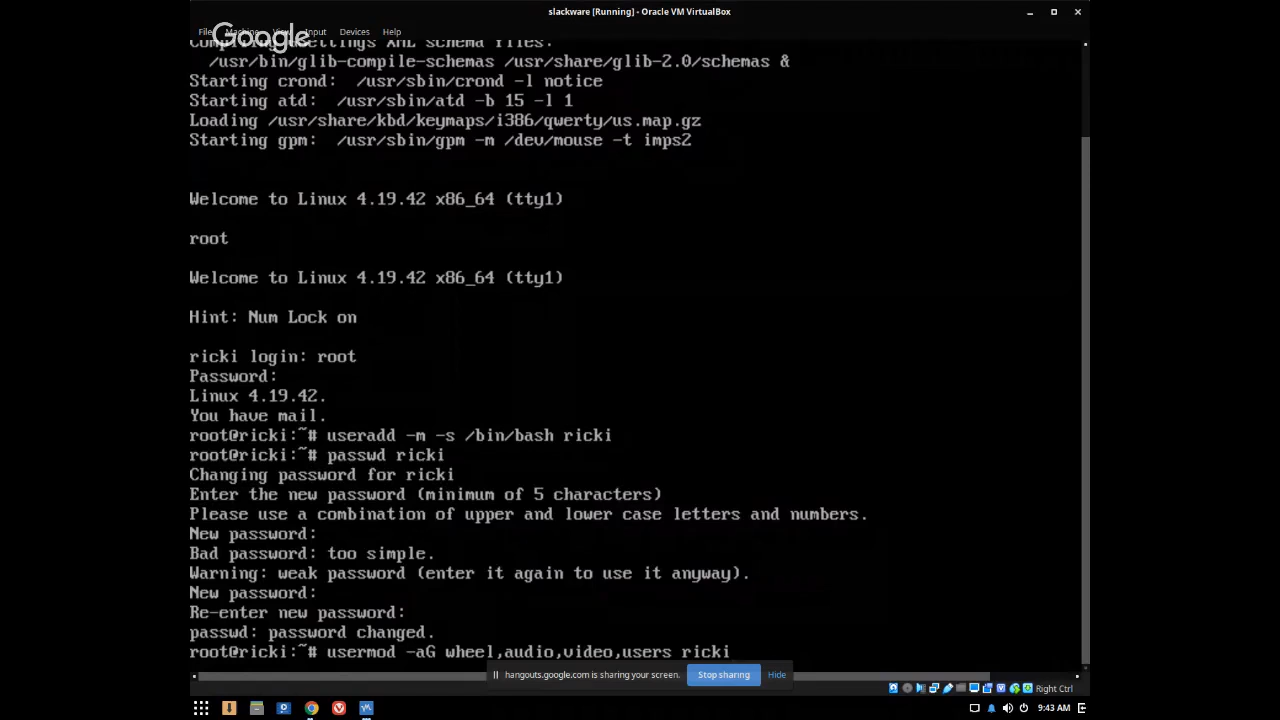 slackware [Running] - Oracle VM VirtualBox
File Machine View Input Devices Help
Google
Compiling GSettings XML schema files:
/usr/bin/glib-compile-schemas /usr/share/glib-2.0/schemas &
Starting crond: /usr/sbin/crond -l notice
Starting atd: /usr/sbin/atd -b 15 -l 1
Loading /usr/share/kbd/keymaps/i386/qwerty/us.map.gz
Starting gpm: /usr/sbin/gpm -m /dev/mouse -t imps2
Welcome to Linux 4.19.42 x86_64 (tty1)
root
Welcome to Linux 4.19.42 x86_64 (tty1)
Hint: Num Lock on
ricki login: root
Password:
Linux 4.19.42.
You have mail.
root@ricki:~# useradd -m -s /bin/bash ricki
root@ricki:~# passwd ricki
Changing password for ricki
Enter the new password (minimum of 5 characters)
Please use a combination of upper and lower case letters and numbers.
New password:
Bad password: too simple.
Warning: weak password (enter it again to use it anyway).
New password:
Re-enter new password:
passwd: password changed.
root@ricki:~# usermod -aG wheel,audio,video,users ricki
hangouts.google.com is sharing your screen. Stop sharing Hide
Right Ctrl
9:43 AM